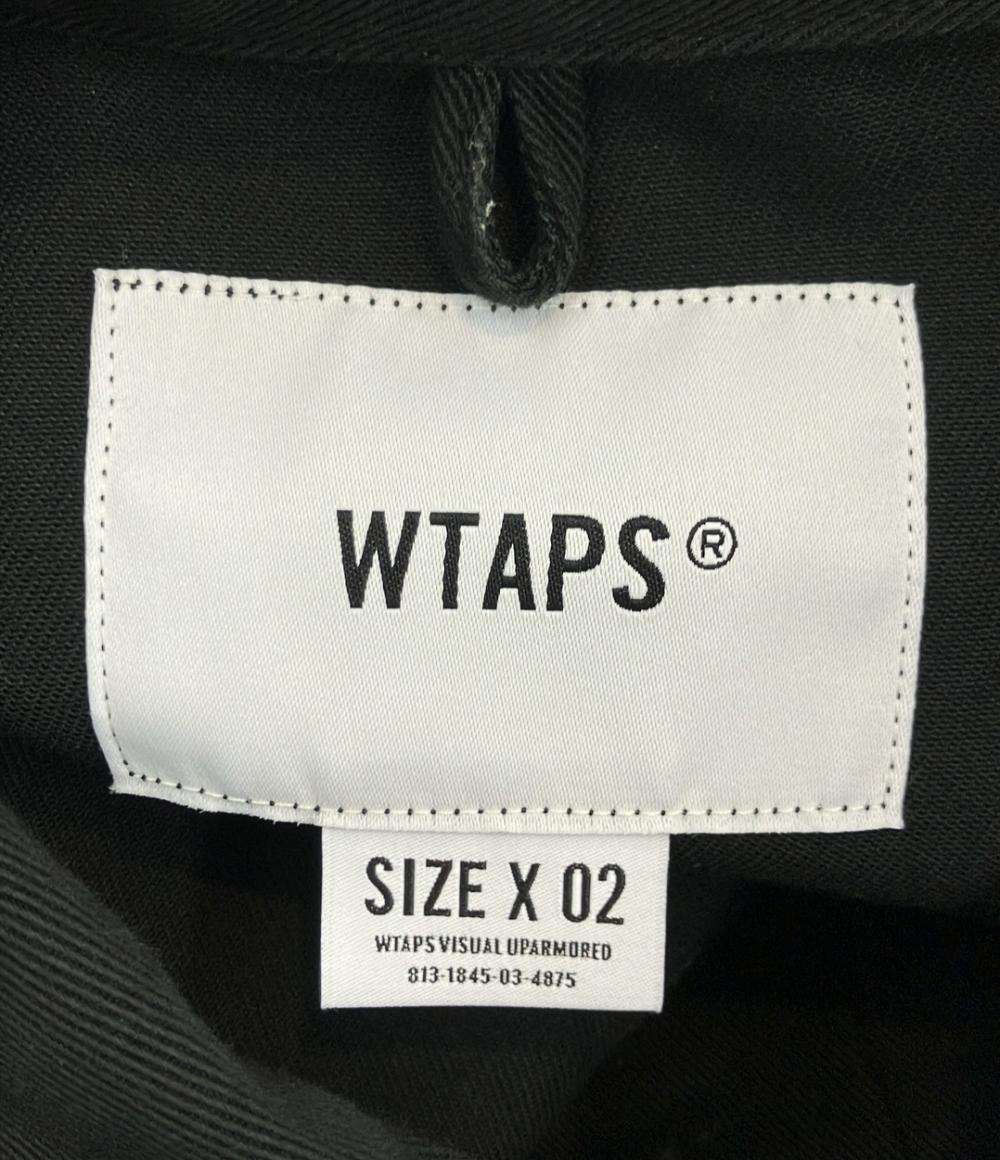 WTAPS®
SIZE X 02
WTAPS VISUAL UPARMORED
813-1845-03-4875